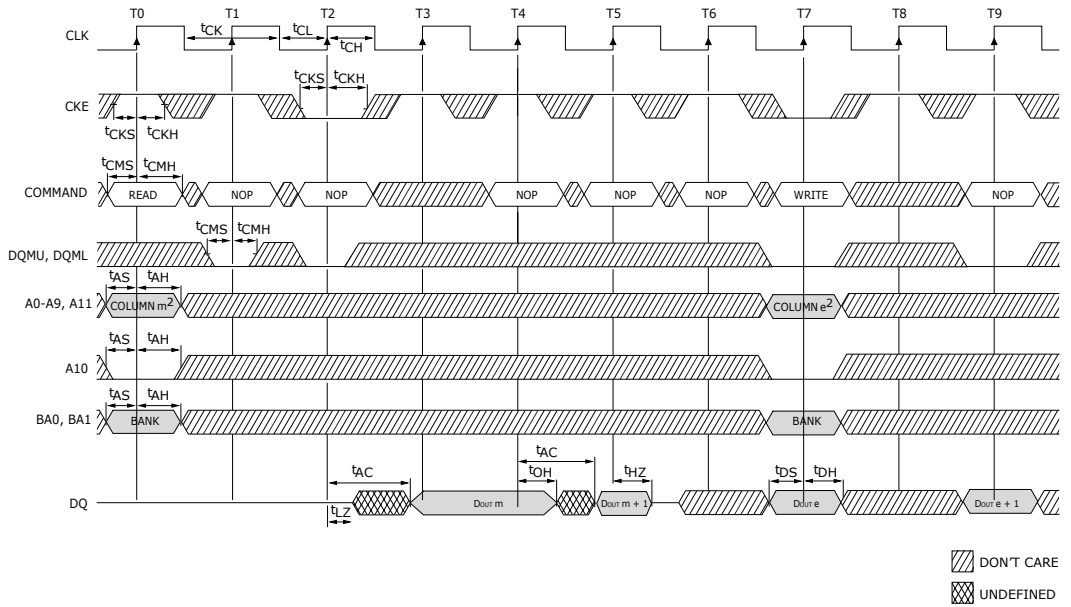 T0 T1 T2 T3 T4 T5 T6 T7 T8 T9
CLK
tCK tCL
tCH
tCKS tCKH
CKE
tCKS tCKH
tCMS tCMH
COMMAND READ NOP NOP NOP NOP NOP WRITE NOP
tCMS tCMH
DQMU, DQML
tAS tAH
A0-A9, A11 COLUMN m2 COLUMN e2
tAS tAH
A10
tAS tAH
BA0, BA1 BANK BANK
tAC tAC
tOH tHZ tDS tDH
DQ DOUT m DOUT m + 1 DOUT e DOUT e + 1
tLZ
DON'T CARE
UNDEFINED